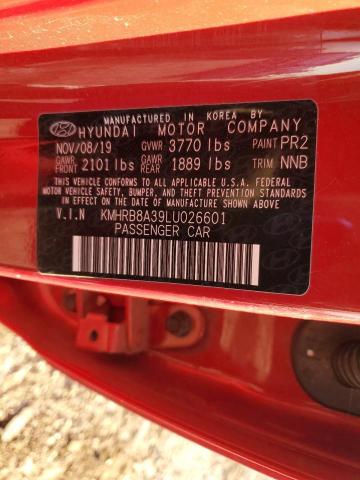 MANUFACTURED IN KOREA BY
HYUNDAI MOTOR COMPANY
NOV/08/19 GVWR 3770 lbs PAINT PR2
GAWR FRONT 2101 lbs GAWR REAR 1889 lbs TRIM NNB
THIS VEHICLE CONFORMS TO ALL APPLICABLE U.S. FEDERAL MOTOR
VEHICLE SAFETY, BUMPER, AND THEFT PREVENTION STANDARDS
IN EFFECT ON THE DATE OF MANUFACTURE SHOWN ABOVE.
V.I.N KMHRB8A39LU026601
PASSENGER CAR